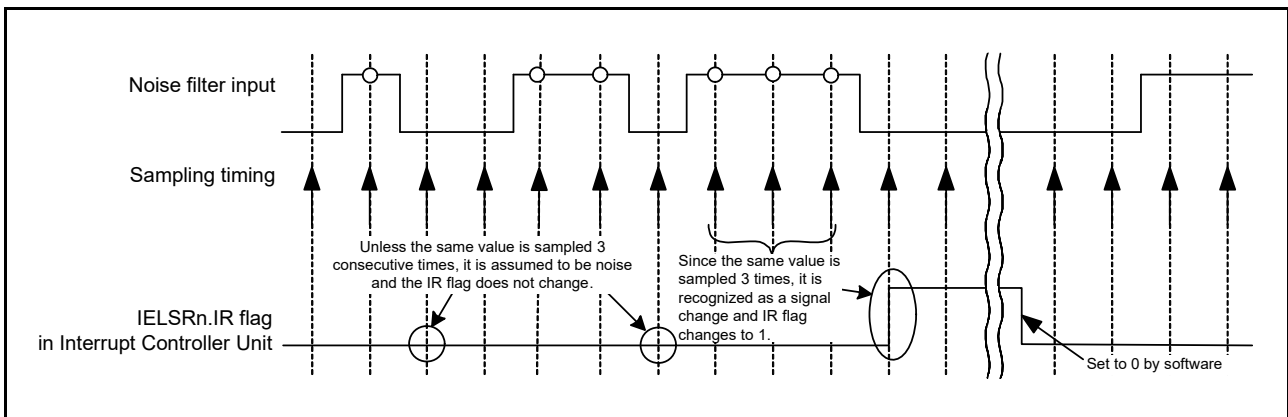 Noise filter input
Sampling timing
Unless the same value is sampled 3
consecutive times, it is assumed to be noise
and the IR flag does not change.
Since the same value is
sampled 3 times, it is
recognized as a signal
change and IR flag
changes to 1.
IELSRn.IR flag
in Interrupt Controller Unit
Set to 0 by software